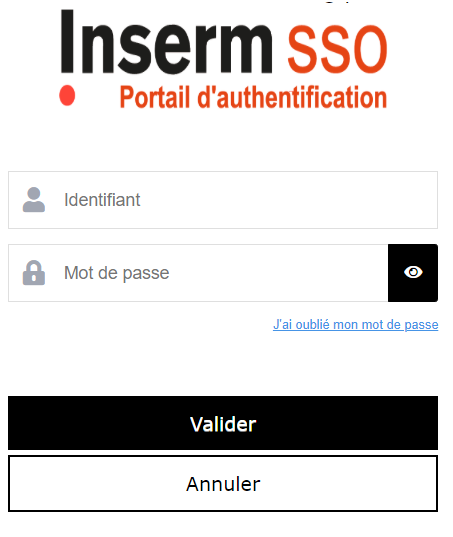 Inserm sso
Portail d'authentification
Identifiant
Mot de passe
J'ai oublié mon mot de passe
Valider
Annuler